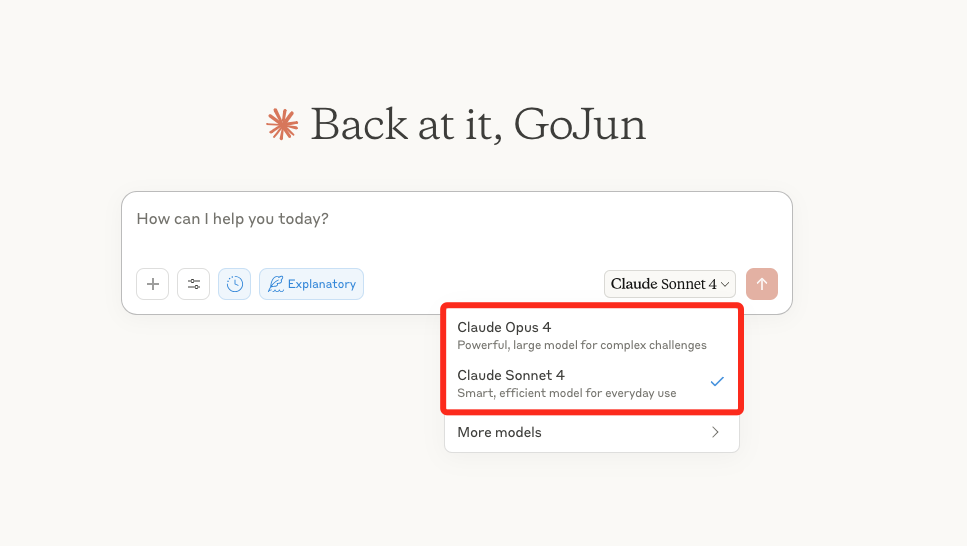 Back at it, GoJun
How can I help you today?
Explanatory
Claude Sonnet 4
Claude Opus 4
Powerful, large model for complex challenges
Claude Sonnet 4
Smart, efficient model for everyday use
More models